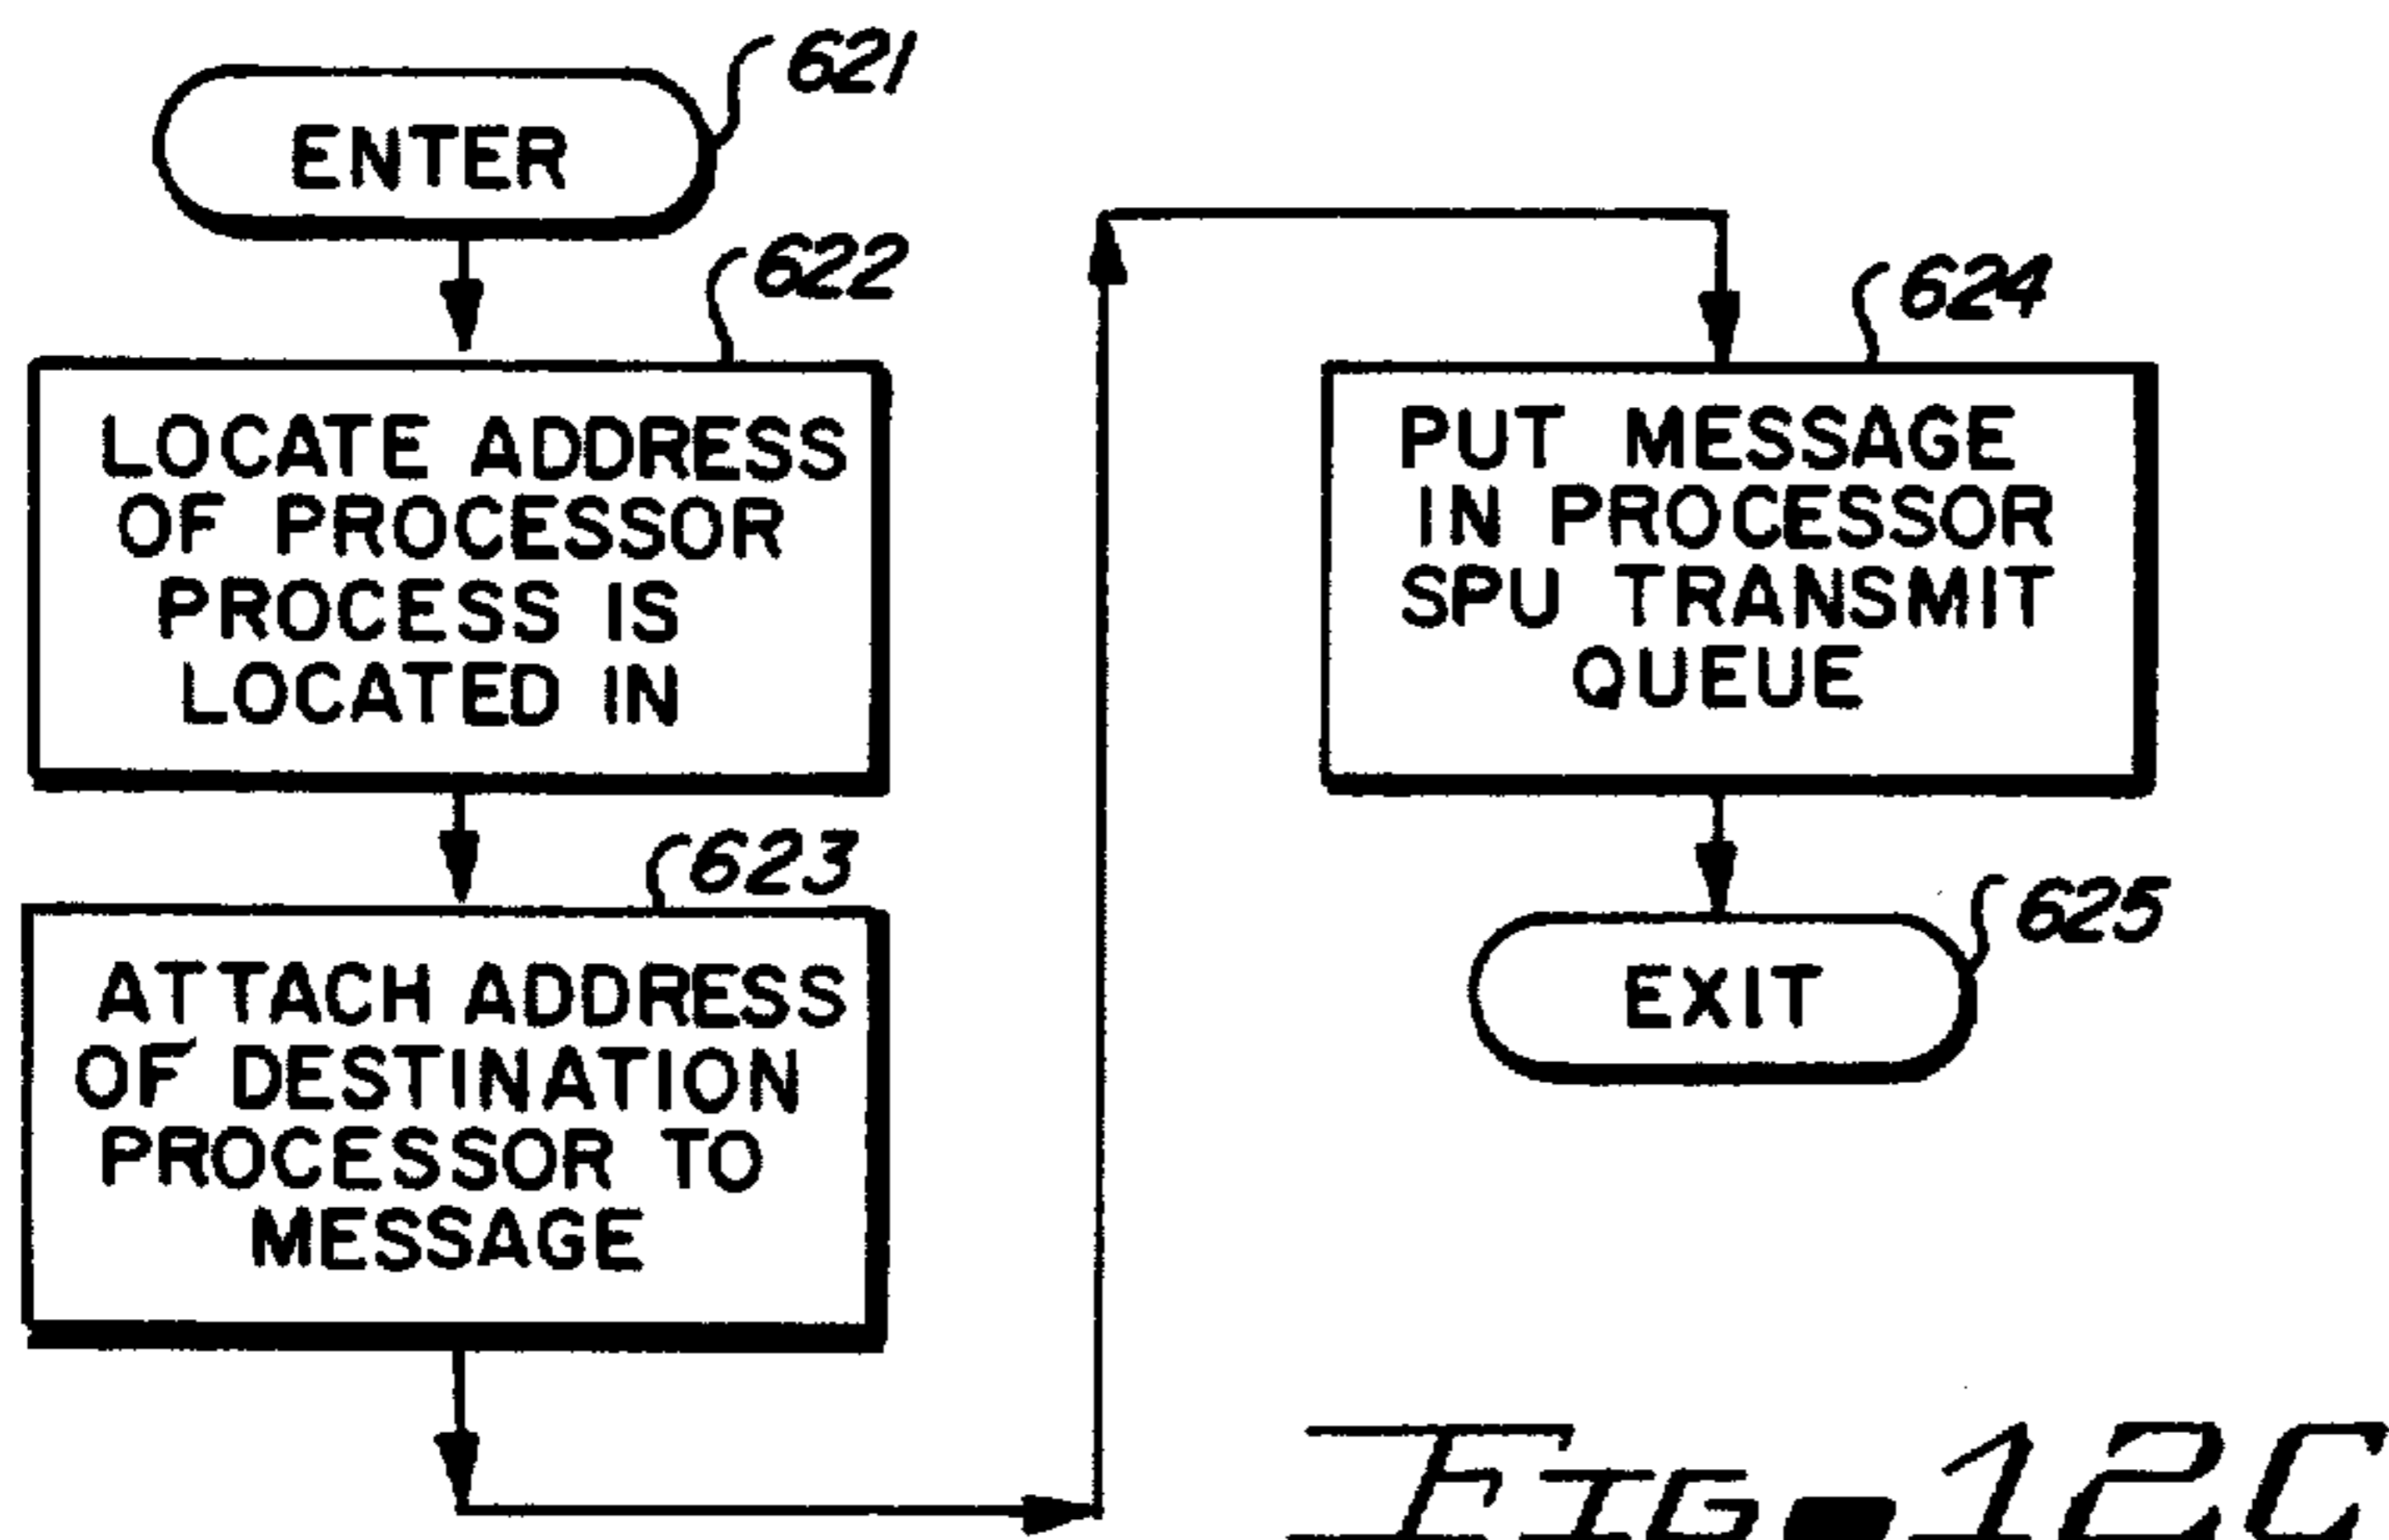 621
ENTER
622
LOCATE ADDRESS
OF PROCESSOR
PROCESS IS
LOCATED IN
623
ATTACH ADDRESS
OF DESTINATION
PROCESSOR TO
MESSAGE
624
PUT MESSAGE
IN PROCESSOR
SPU TRANSMIT
QUEUE
625
EXIT
FIG. 12C